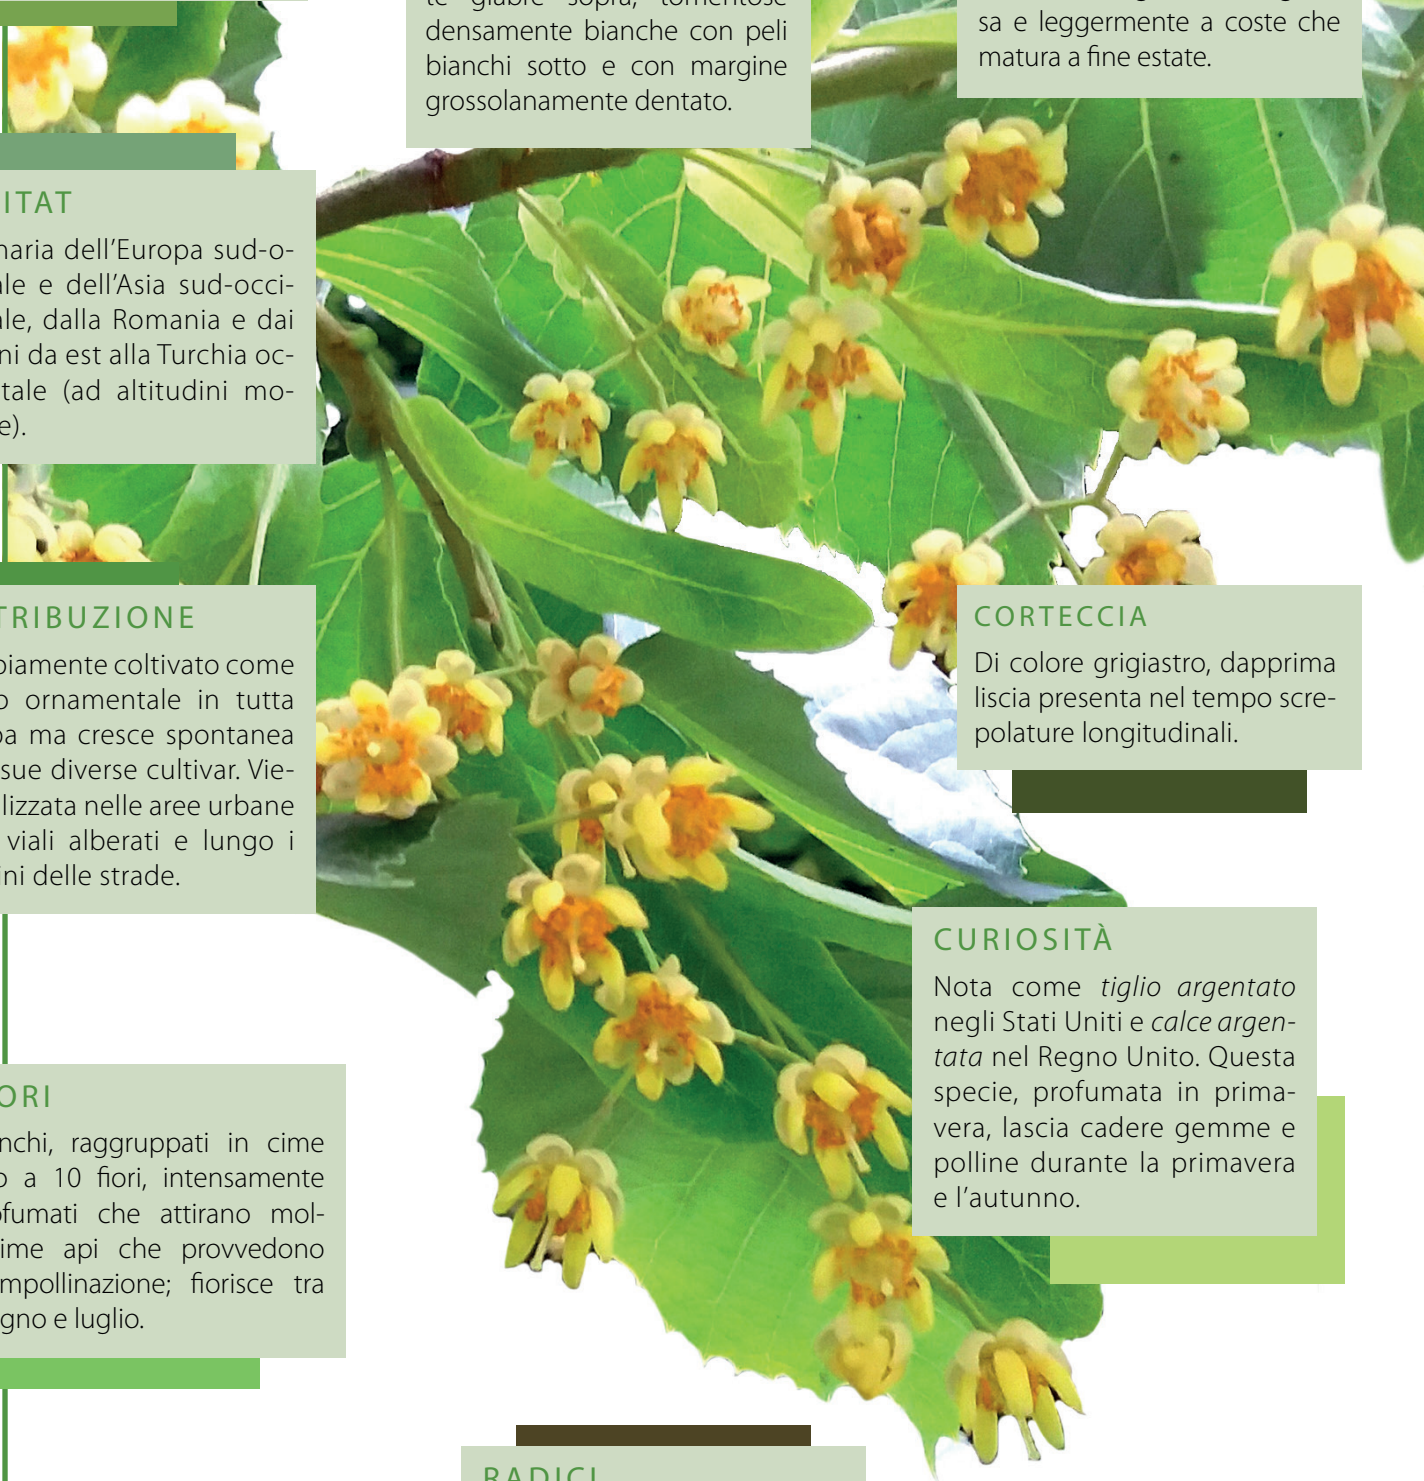 densamente bianche con peli
bianchi sotto e con margine
grossolanamente dentato.
sa e leggermente a coste che
matura a fine estate.
ITAT
naria dell'Europa sud-o-
ale e dell'Asia sud-occi-
ale, dalla Romania e dai
ni da est alla Turchia oc-
tale (ad altitudini mo-
e).
TRIBUZIONE
piamente coltivato come
o ornamentale in tutta
pa ma cresce spontanea
sue diverse cultivar. Vie-
lizzata nelle aree urbane
viali alberati e lungo i
ini delle strade.
CORTECCIA
Di colore grigiastro, dapprima
liscia presenta nel tempo scre-
polature longitudinali.
CURIOSITÀ
Nota come tiglio argentato
negli Stati Uniti e calce argen-
tata nel Regno Unito. Questa
specie, profumata in prima-
vera, lascia cadere gemme e
polline durante la primavera
e l'autunno.
ORI
nchi, raggruppati in cime
o a 10 fiori, intensamente
ofumati che attirano mol-
ime api che provvedono
mpollinazione; fiorisce tra
gno e luglio.
RADICI